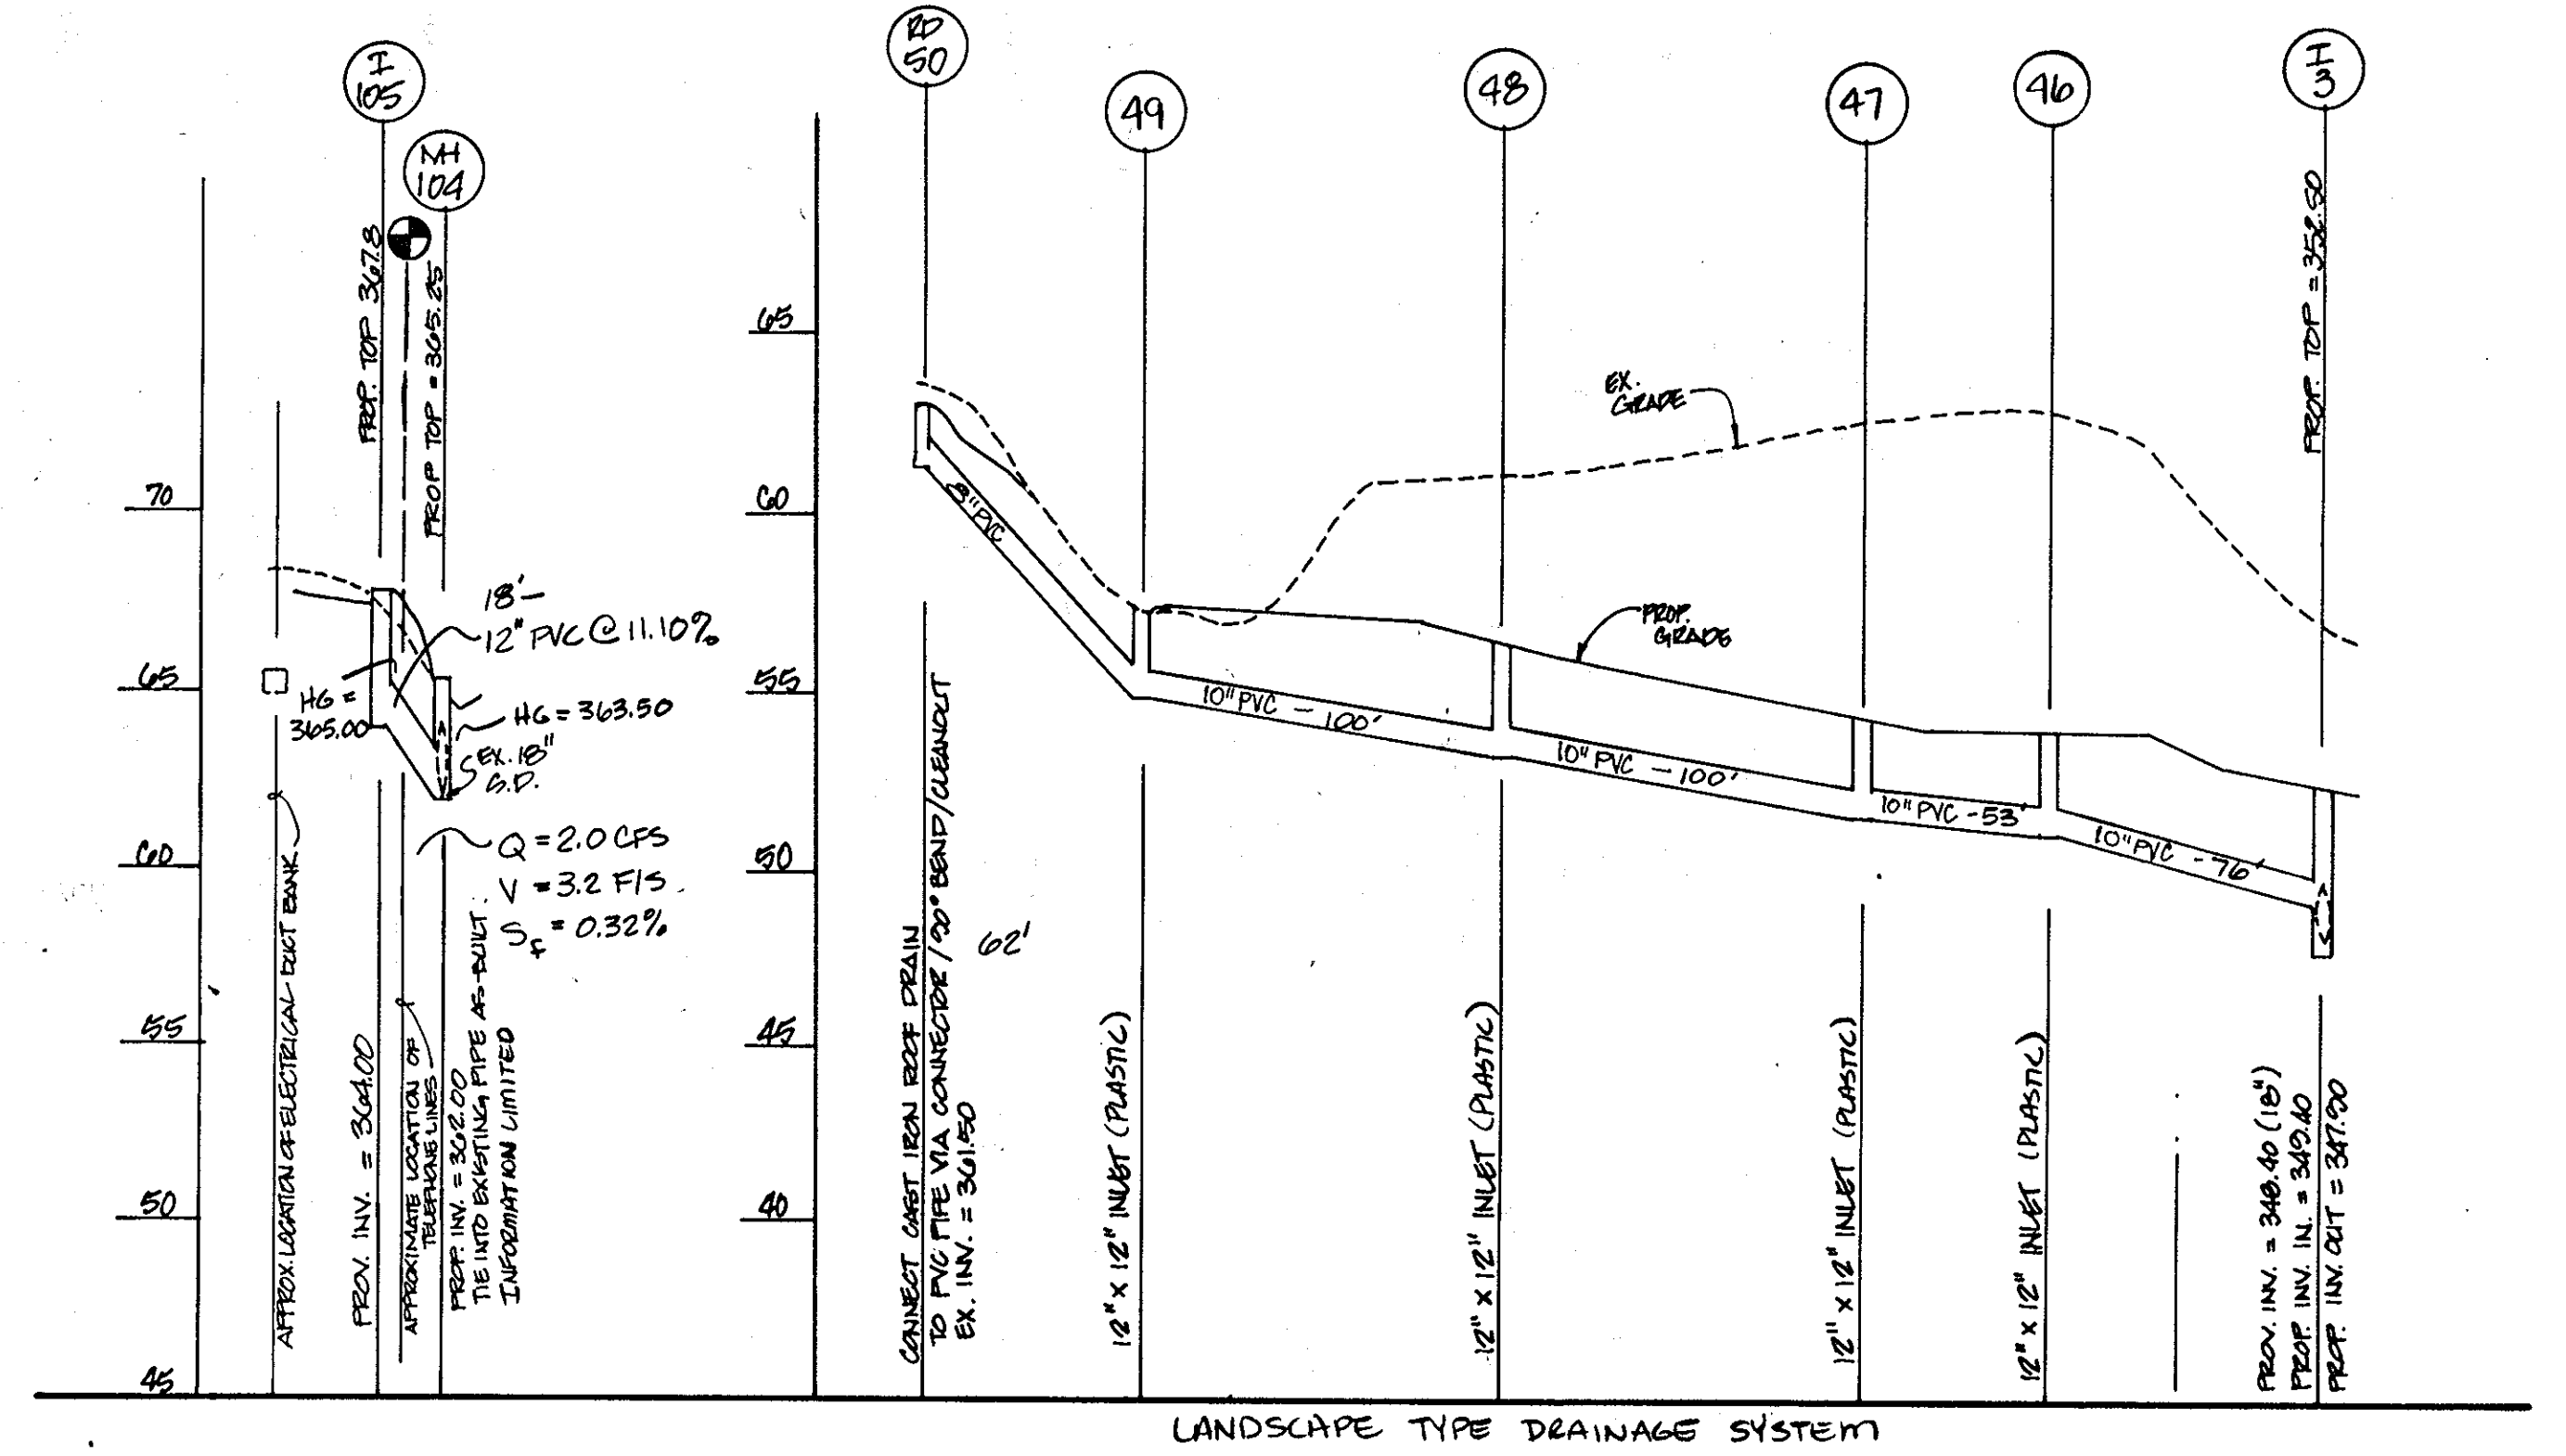 I
105
MH
104
PROP. TOP 367.8
PROP TOP = 365.25
70
65
60
55
50
45
18'-
12" PVC @ 11.10%
HG =
365.00
HG = 363.50
EX. 18"
S.D.
Q = 2.0 CFS
V = 3.2 F/S
Sf = 0.32%
APPROX. LOCATION OF ELECTRICAL DUCT BANK
PROV. INV. = 364.00
APPROXIMATE LOCATION OF
TELEPHONE LINES
PROP. INV. = 362.00
TIE INTO EXISTING PIPE AS-BUILT
INFORMATION LIMITED
RD
50
49
48
47
46
I
3
65
60
55
50
45
40
PROP. TOP = 352.50
EX.
GRADE
PROP.
GRADE
8" PVC
10" PVC - 100'
10" PVC - 100'
10" PVC - 53'
10" PVC - 76'
62'
CONNECT CAST IRON ROOF DRAIN
TO PVC PIPE VIA CONNECTOR / 90° BEND / CLEANOUT
EX. INV. = 361.50
12" x 12" INLET (PLASTIC)
12" x 12" INLET (PLASTIC)
12" x 12" INLET (PLASTIC)
12" x 12" INLET (PLASTIC)
PROV. INV. = 348.40 (18")
PROP. INV. IN. = 349.40
PROP. INV. OUT = 347.90
LANDSCAPE TYPE DRAINAGE SYSTEM